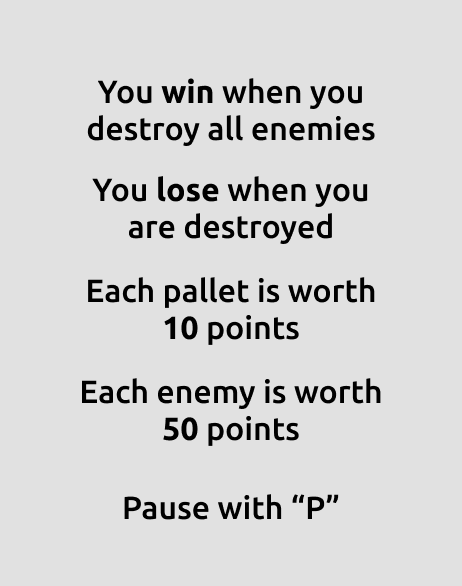 You win when you
destroy all enemies
You lose when you
are destroyed
Each pallet is worth
10 points
Each enemy is worth
50 points
Pause with “P”